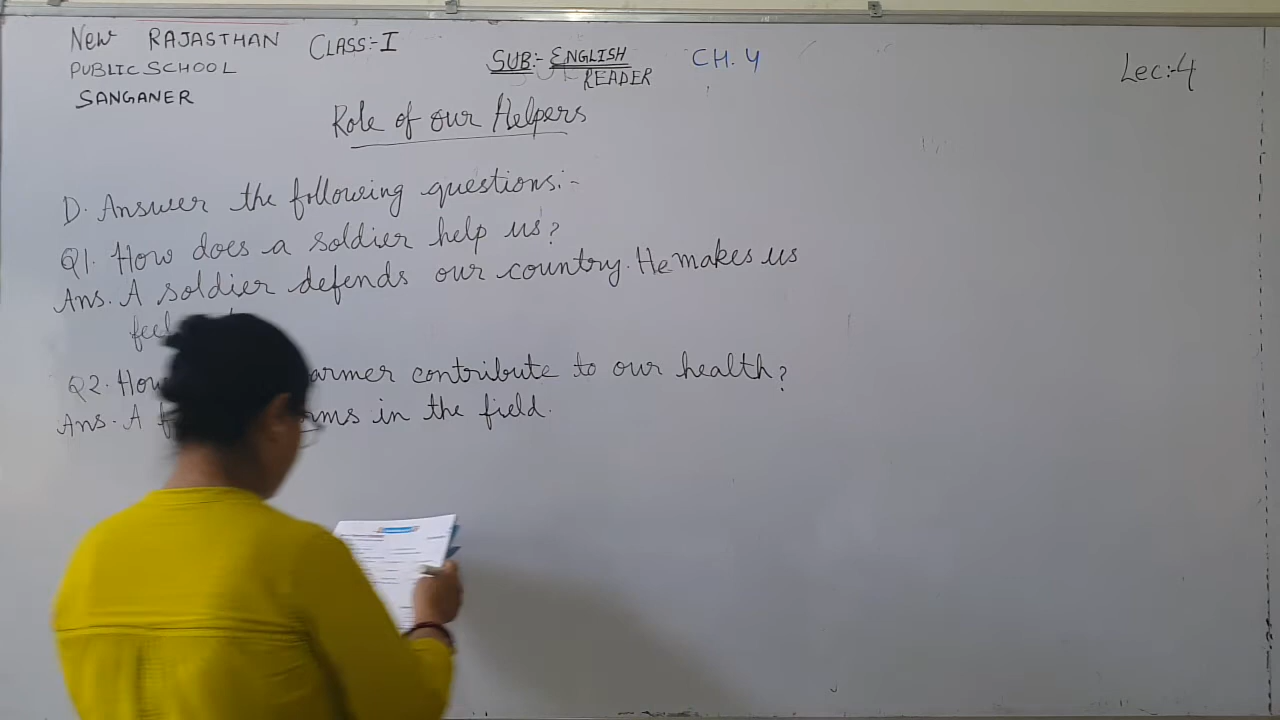 New RAJASTHAN CLASS:-I SUB:- ENGLISH CH. 4 Lec:-4
PUBLIC SCHOOL READER
SANGANER
Role of our Helpers
D. Answer the following questions:-
Q1. How does a soldier help us?
Ans. A soldier defends our country. He makes us
feel
Q2. How contribute to our health?
Ans. A in the field.